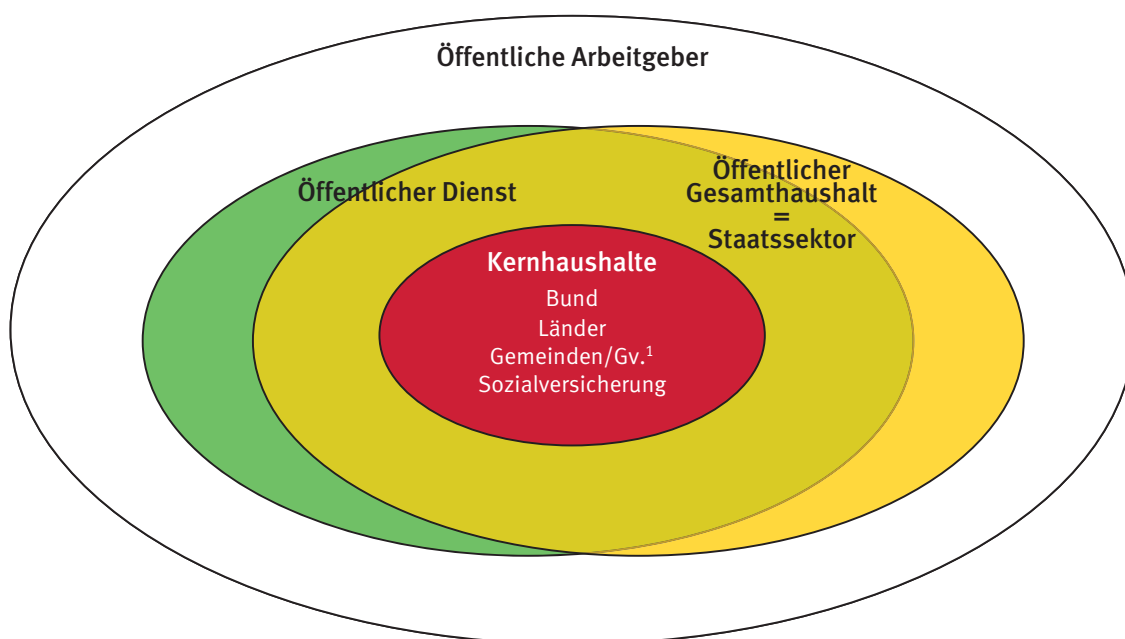 Öffentliche Arbeitgeber
Öffentlicher Dienst
Öffentlicher
Gesamthaushalt
=
Staatssektor
Kernhaushalte
Bund
Länder
Gemeinden/Gv.¹
Sozialversicherung